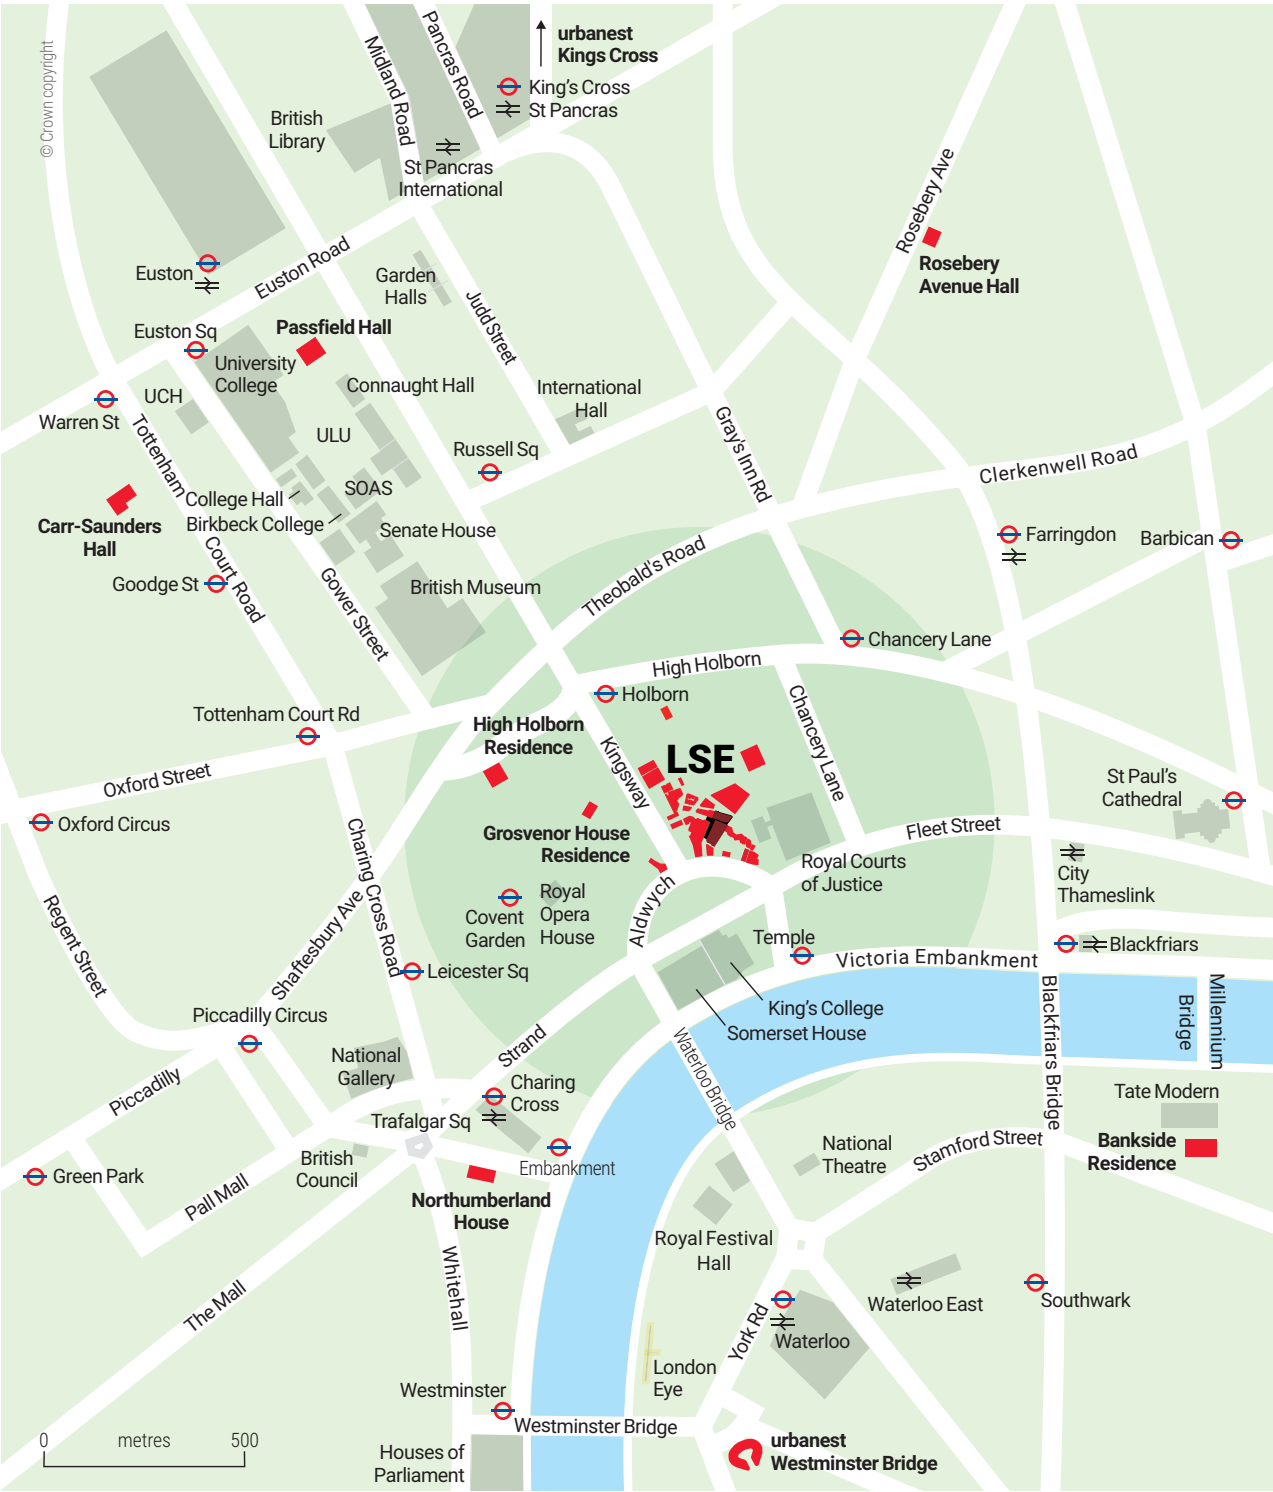 © Crown copyright
Midland Road
Pancras Road
urbanest
Kings Cross
King's Cross
St Pancras
British
Library
St Pancras
International
Rosebery Ave
Rosebery
Avenue Hall
Euston
Euston Road
Garden
Halls
Judd Street
Euston Sq
Passfield Hall
University
College
Connaught Hall
International
Hall
UCH
Warren St
Tottenham
Court Road
ULU
Russell Sq
Gray's Inn Rd
Clerkenwell Road
College Hall
SOAS
Birkbeck College
Senate House
Carr-Saunders
Hall
Farringdon
Barbican
Goodge St
Gower Street
British Museum
Theobald's Road
Chancery Lane
High Holborn
Holborn
Chancery Lane
Tottenham Court Rd
High Holborn
Residence
Kingsway
LSE
Oxford Street
Oxford Circus
St Paul's
Cathedral
Charing Cross Road
Grosvenor House
Residence
Fleet Street
Royal Courts
of Justice
City
Thameslink
Regent Street
Shaftesbury Ave
Royal
Opera
House
Covent
Garden
Aldwych
Temple
Victoria Embankment
Blackfriars
Leicester Sq
Piccadilly Circus
King's College
Somerset House
Blackfriars Bridge
Millennium
Bridge
Strand
Waterloo Bridge
National
Gallery
Piccadilly
Charing
Cross
Trafalgar Sq
Tate Modern
Bankside
Residence
Stamford Street
National
Theatre
British
Council
Embankment
Green Park
Pall Mall
Northumberland
House
Royal Festival
Hall
Whitehall
The Mall
Waterloo East
Southwark
York Rd
Waterloo
London
Eye
Westminster
Westminster Bridge
0 metres 500
Houses of
Parliament
urbanest
Westminster Bridge